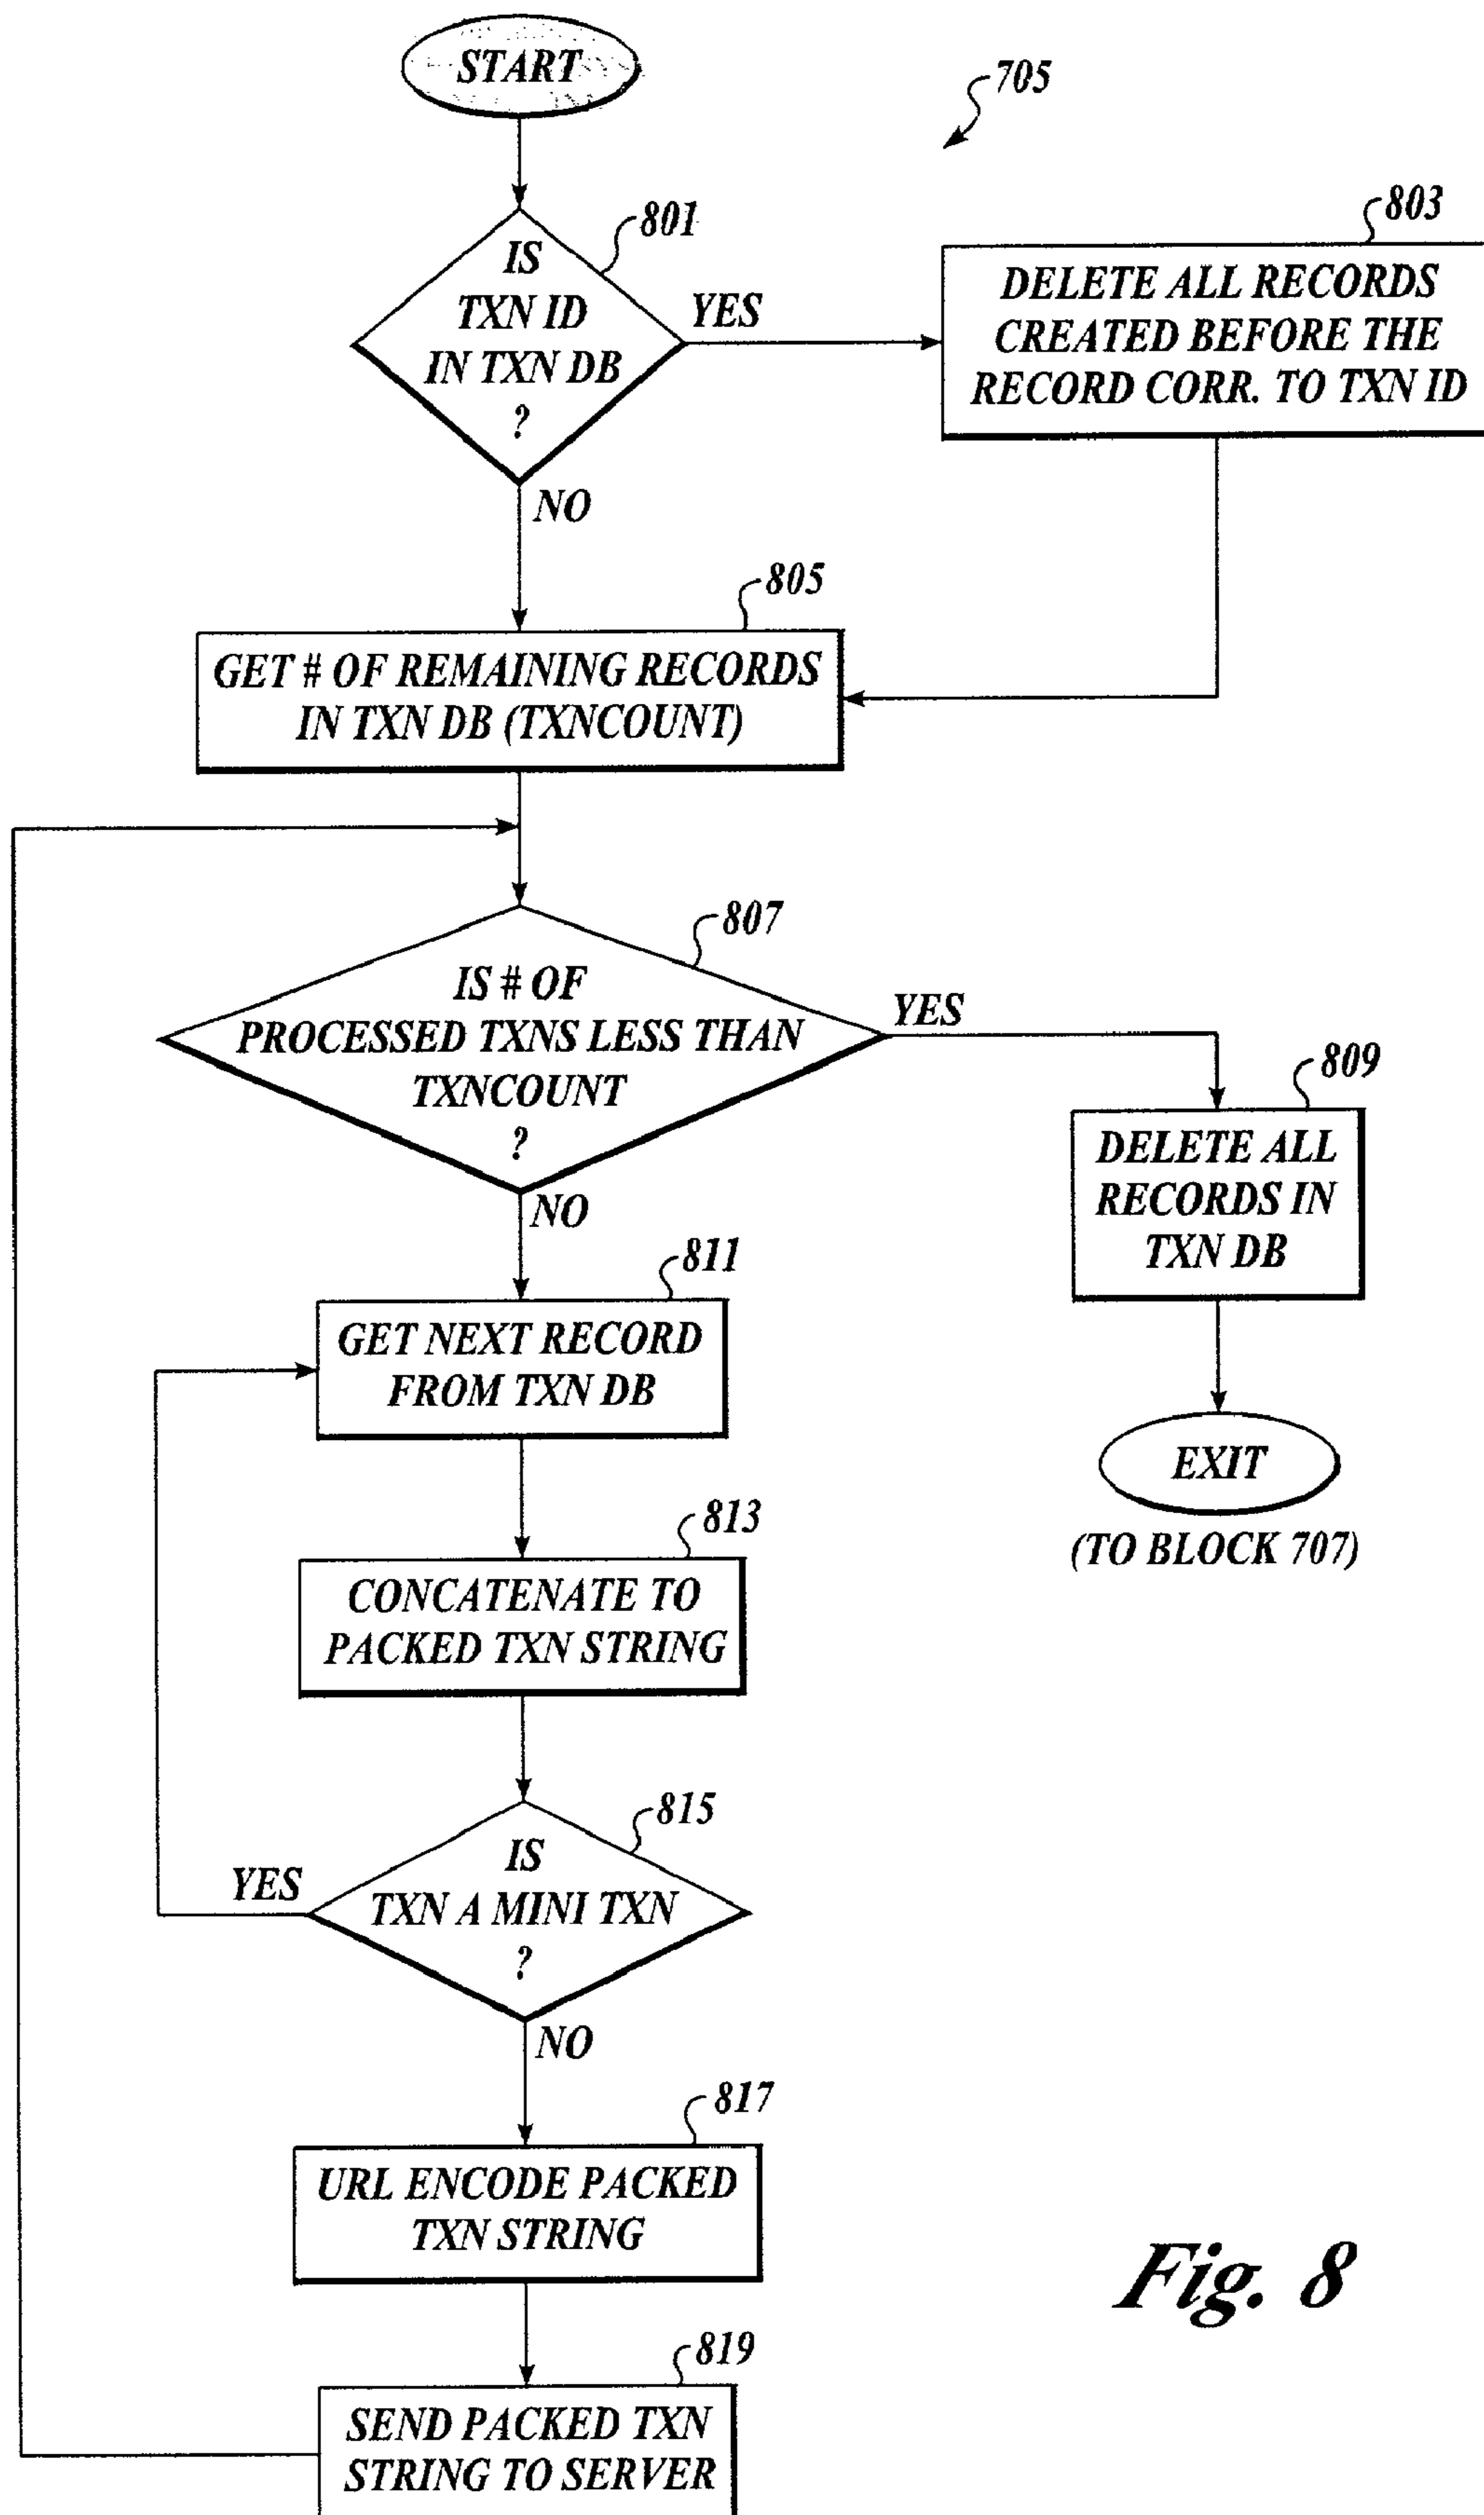 START
705
801
IS
TXN ID
IN TXN DB
?
YES
803
DELETE ALL RECORDS
CREATED BEFORE THE
RECORD CORR. TO TXN ID
NO
805
GET # OF REMAINING RECORDS
IN TXN DB (TXNCOUNT)
807
IS # OF
PROCESSED TXNS LESS THAN
TXNCOUNT
?
YES
809
DELETE ALL
RECORDS IN
TXN DB
NO
811
GET NEXT RECORD
FROM TXN DB
EXIT
(TO BLOCK 707)
813
CONCATENATE TO
PACKED TXN STRING
815
IS
TXN A MINI TXN
?
YES
NO
817
URL ENCODE PACKED
TXN STRING
819
SEND PACKED TXN
STRING TO SERVER
Fig. 8